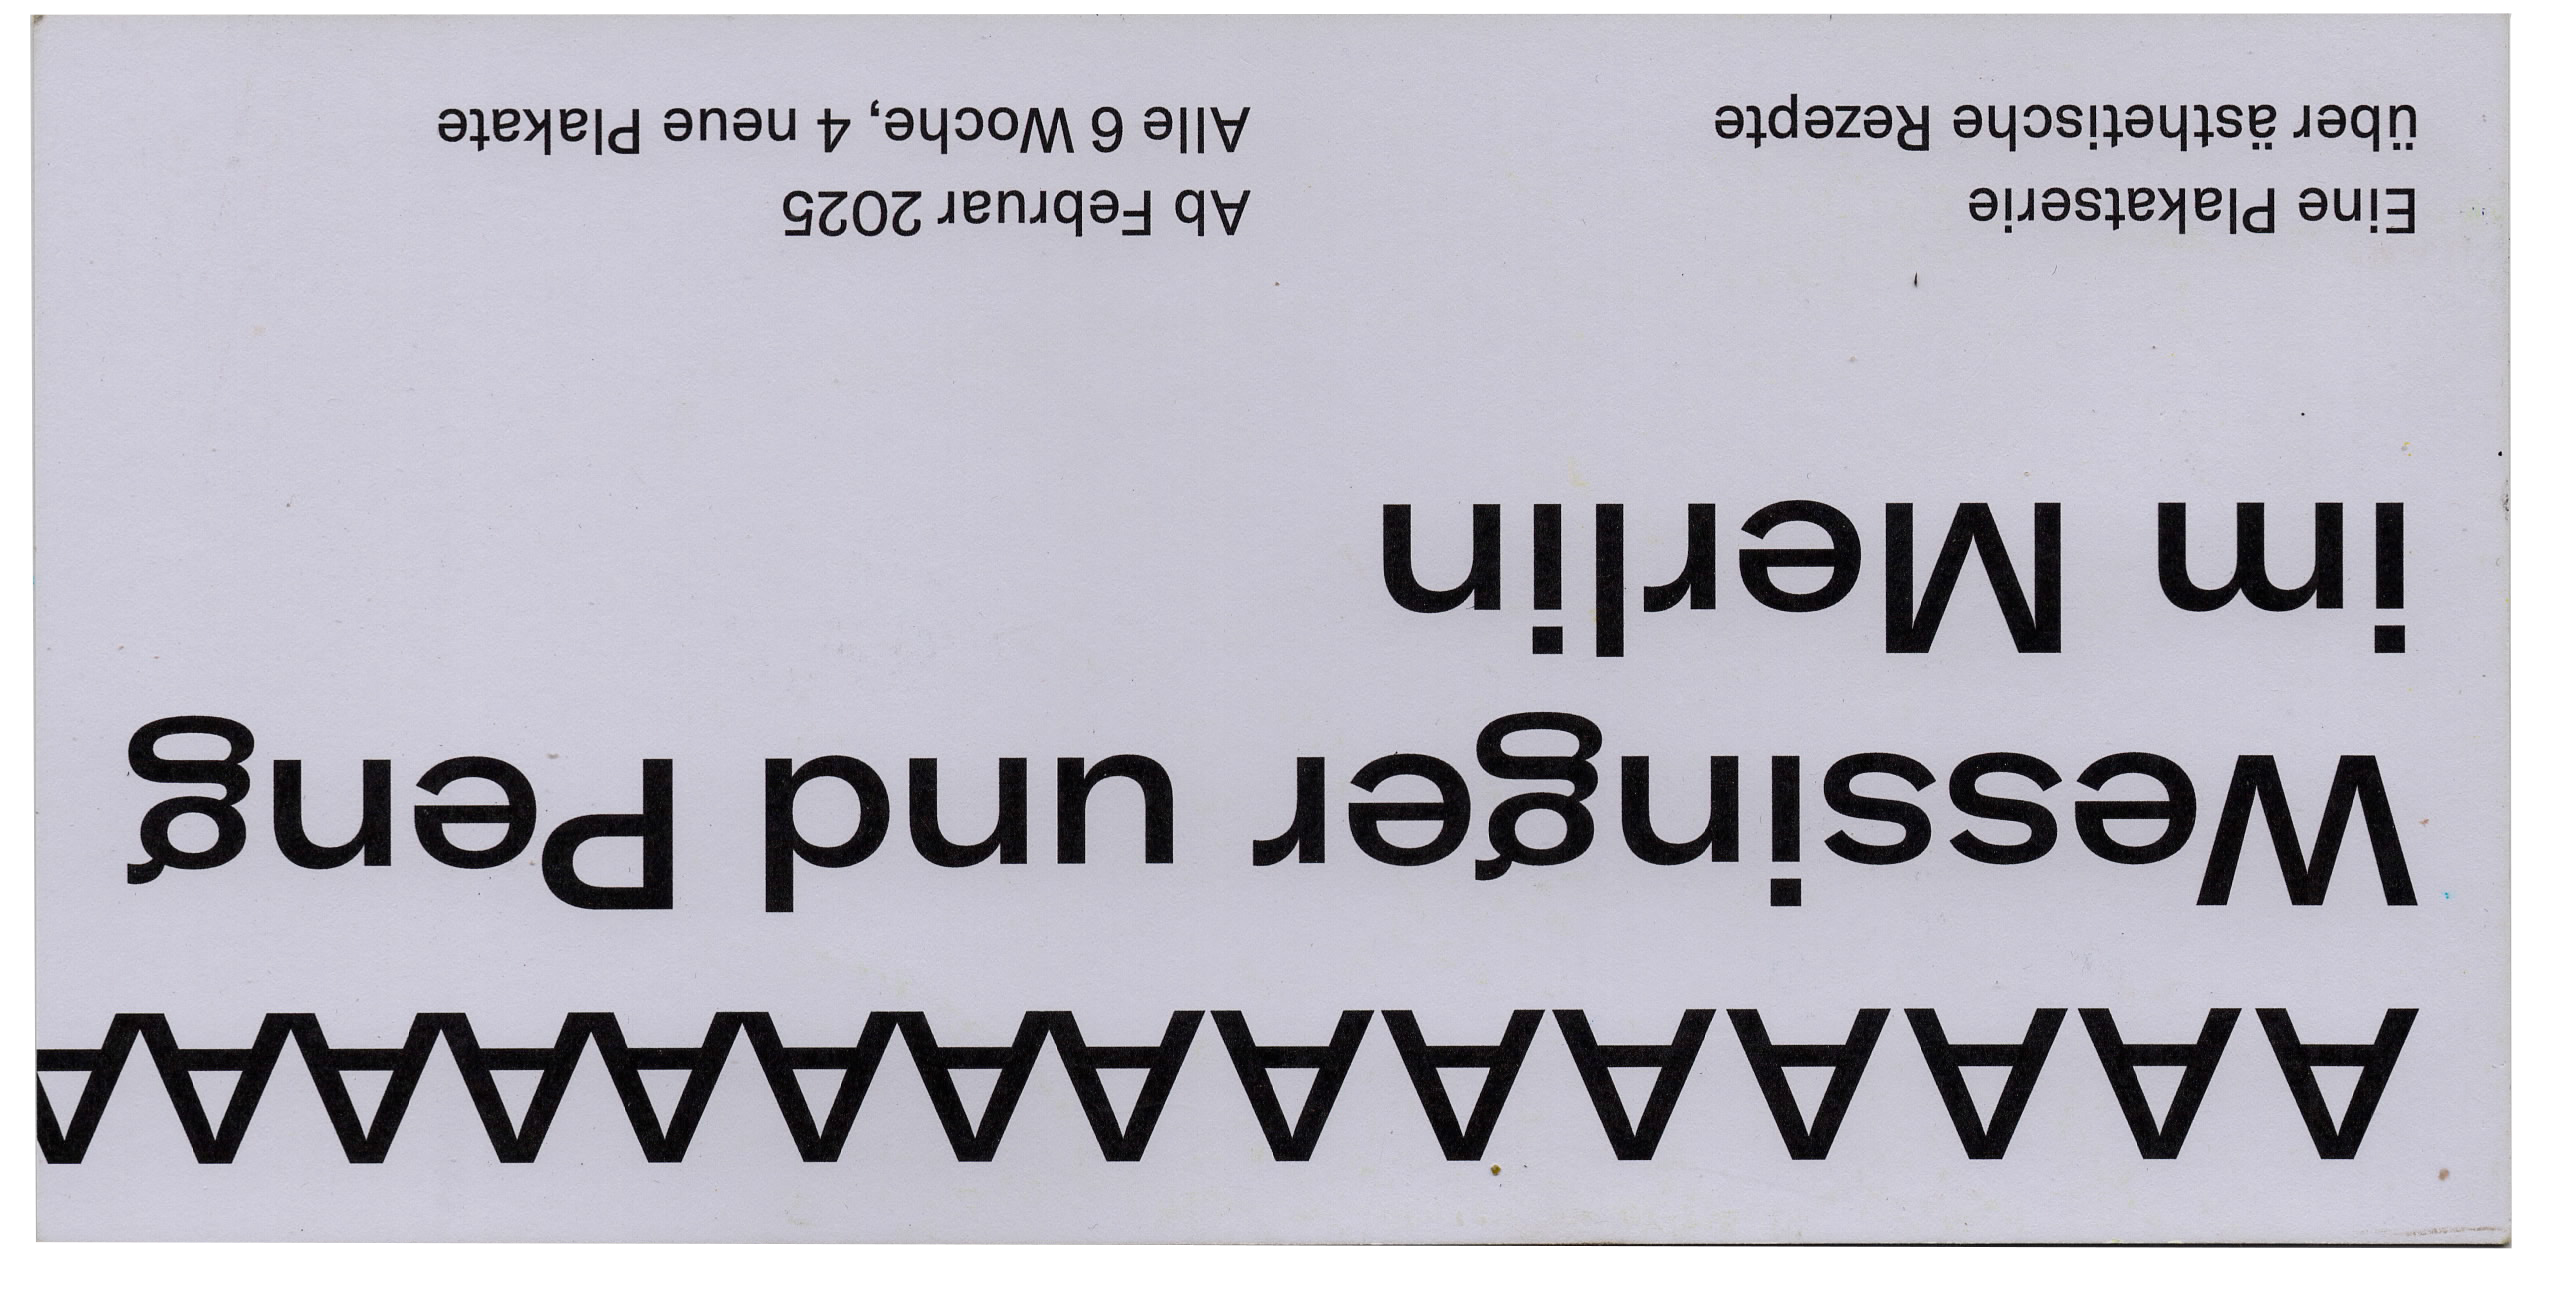 AAAAAAAAAAAAAAA
Wessinger und Peng
im Merlin
Eine Plakatserie
über ästhetische Rezepte
Ab Februar 2025
Alle 6 Woche, 4 neue Plakate